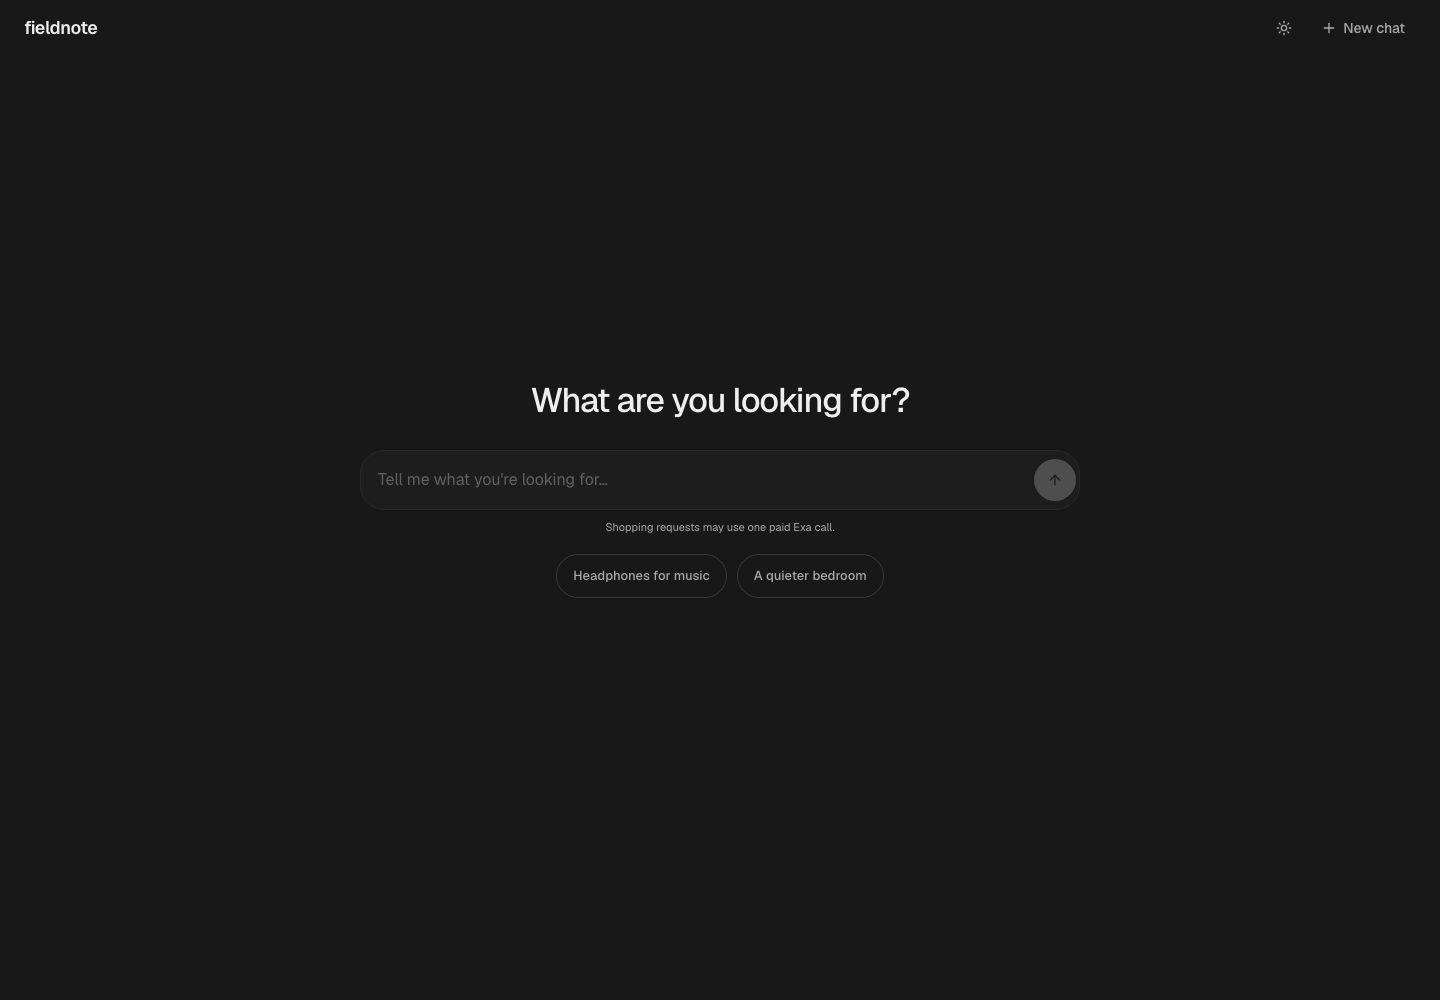 fieldnote
New chat
What are you looking for?
Tell me what you're looking for...
Shopping requests may use one paid Exa call.
Headphones for music
A quieter bedroom